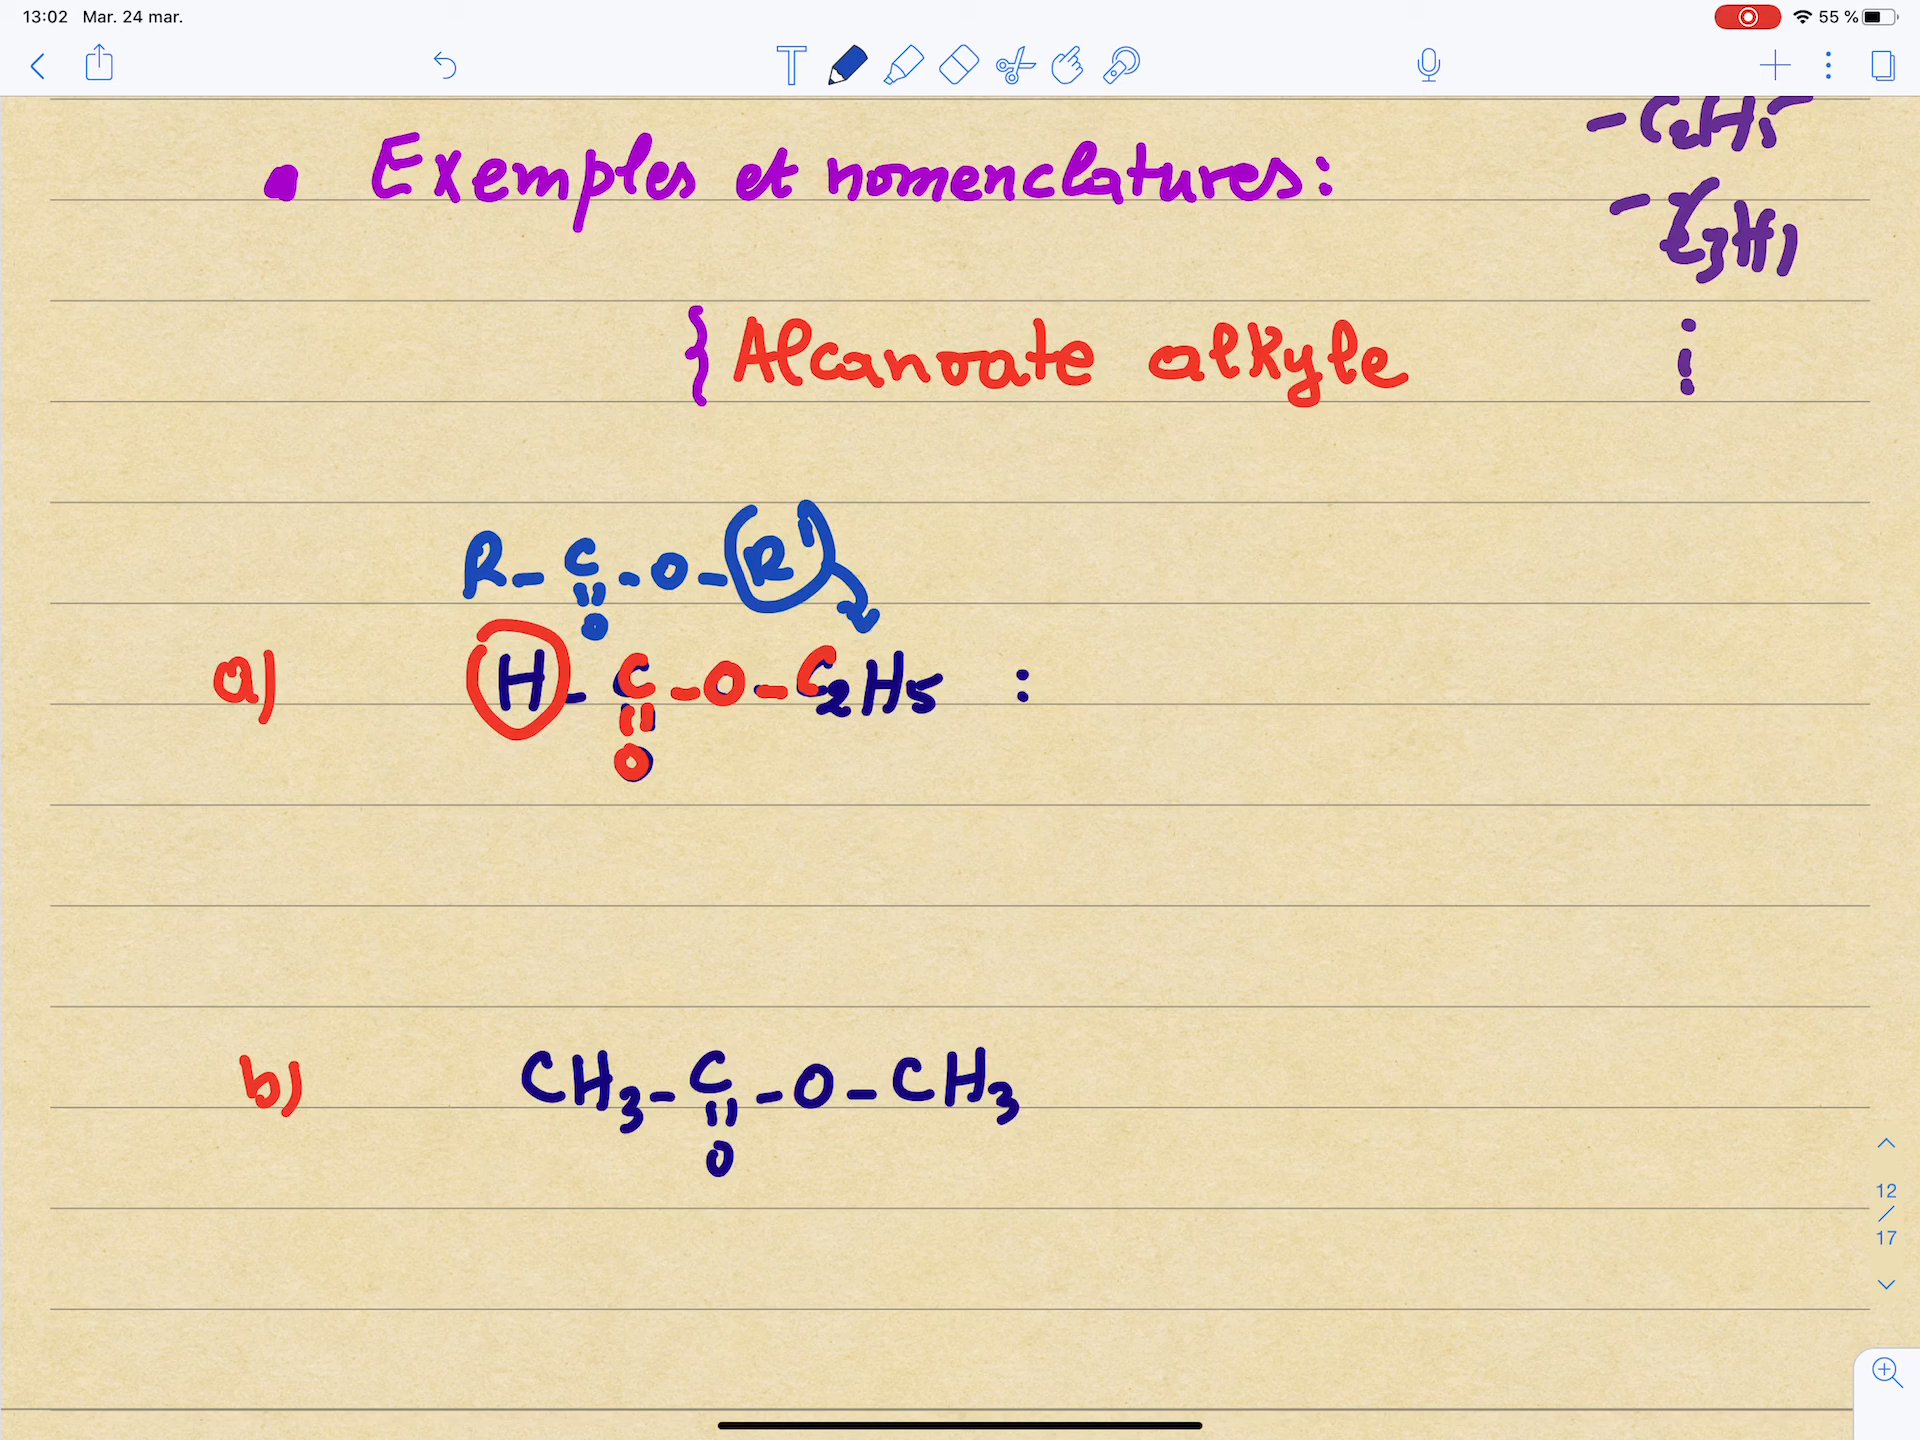 13:02 Mar. 24 mar. 55 %
T
-C2H5
• Exemples et nomenclatures:
-C3H7
{ Alcanoate alkyle
R-C-O-(R')
O
a) H-C-O-C2H5 :
O
b) CH3-C-O-CH3
O
12
/
17